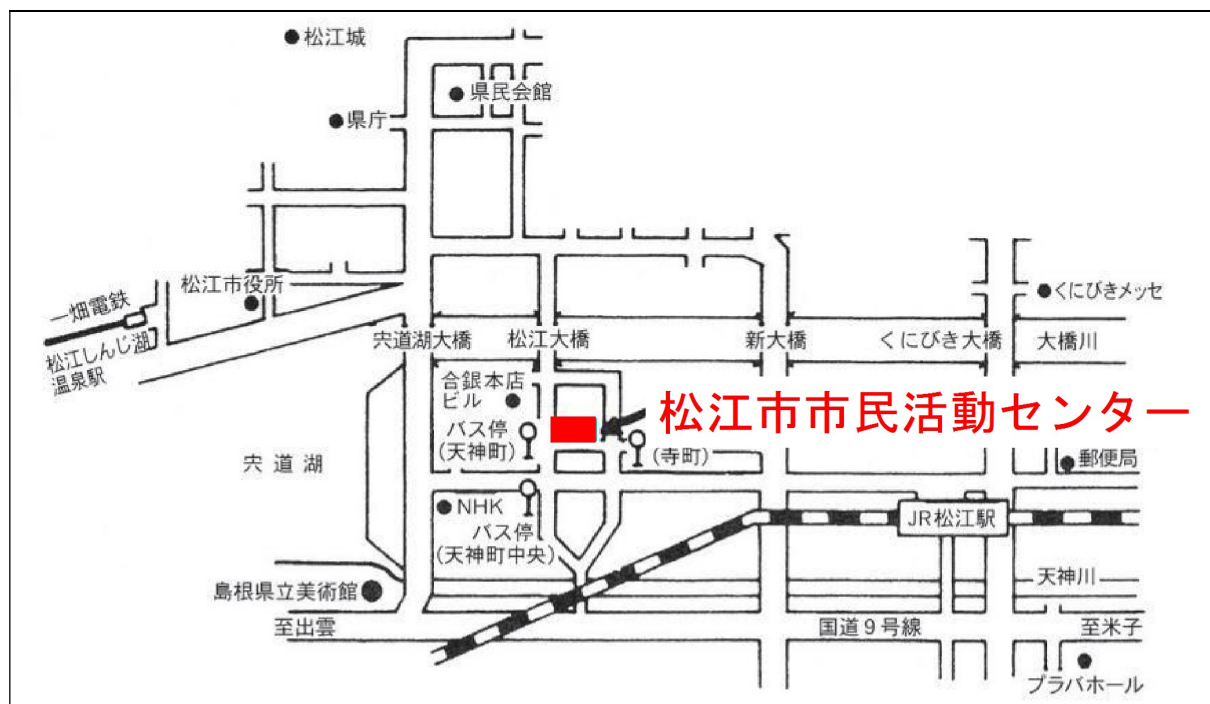 松江城
県民会館
県庁
松江市役所
くにびきメッセ
一畑電鉄
松江しんじ湖
温泉駅
宍道湖大橋
松江大橋
新大橋
くにびき大橋
大橋川
合銀本店
ビル
松江市市民活動センター
バス停
(天神町)
(寺町)
宍道湖
郵便局
NHK
JR松江駅
バス停
(天神町中央)
天神川
島根県立美術館
至出雲
国道9号線
至米子
プラバホール